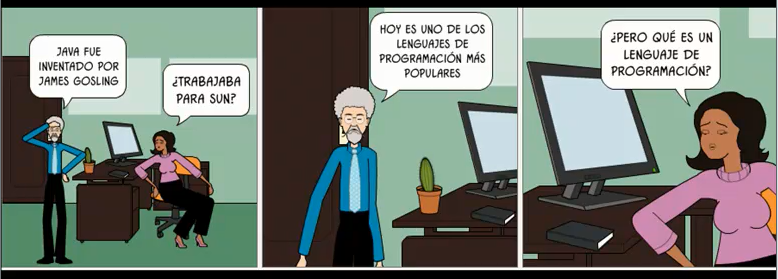 JAVA FUE
INVENTADO POR
JAMES GOSLING
¿TRABAJABA
PARA SUN?
HOY ES UNO DE LOS
LENGUAJES DE
PROGRAMACIÓN MÁS
POPULARES
¿PERO QUÉ ES UN
LENGUAJE DE
PROGRAMACIÓN?